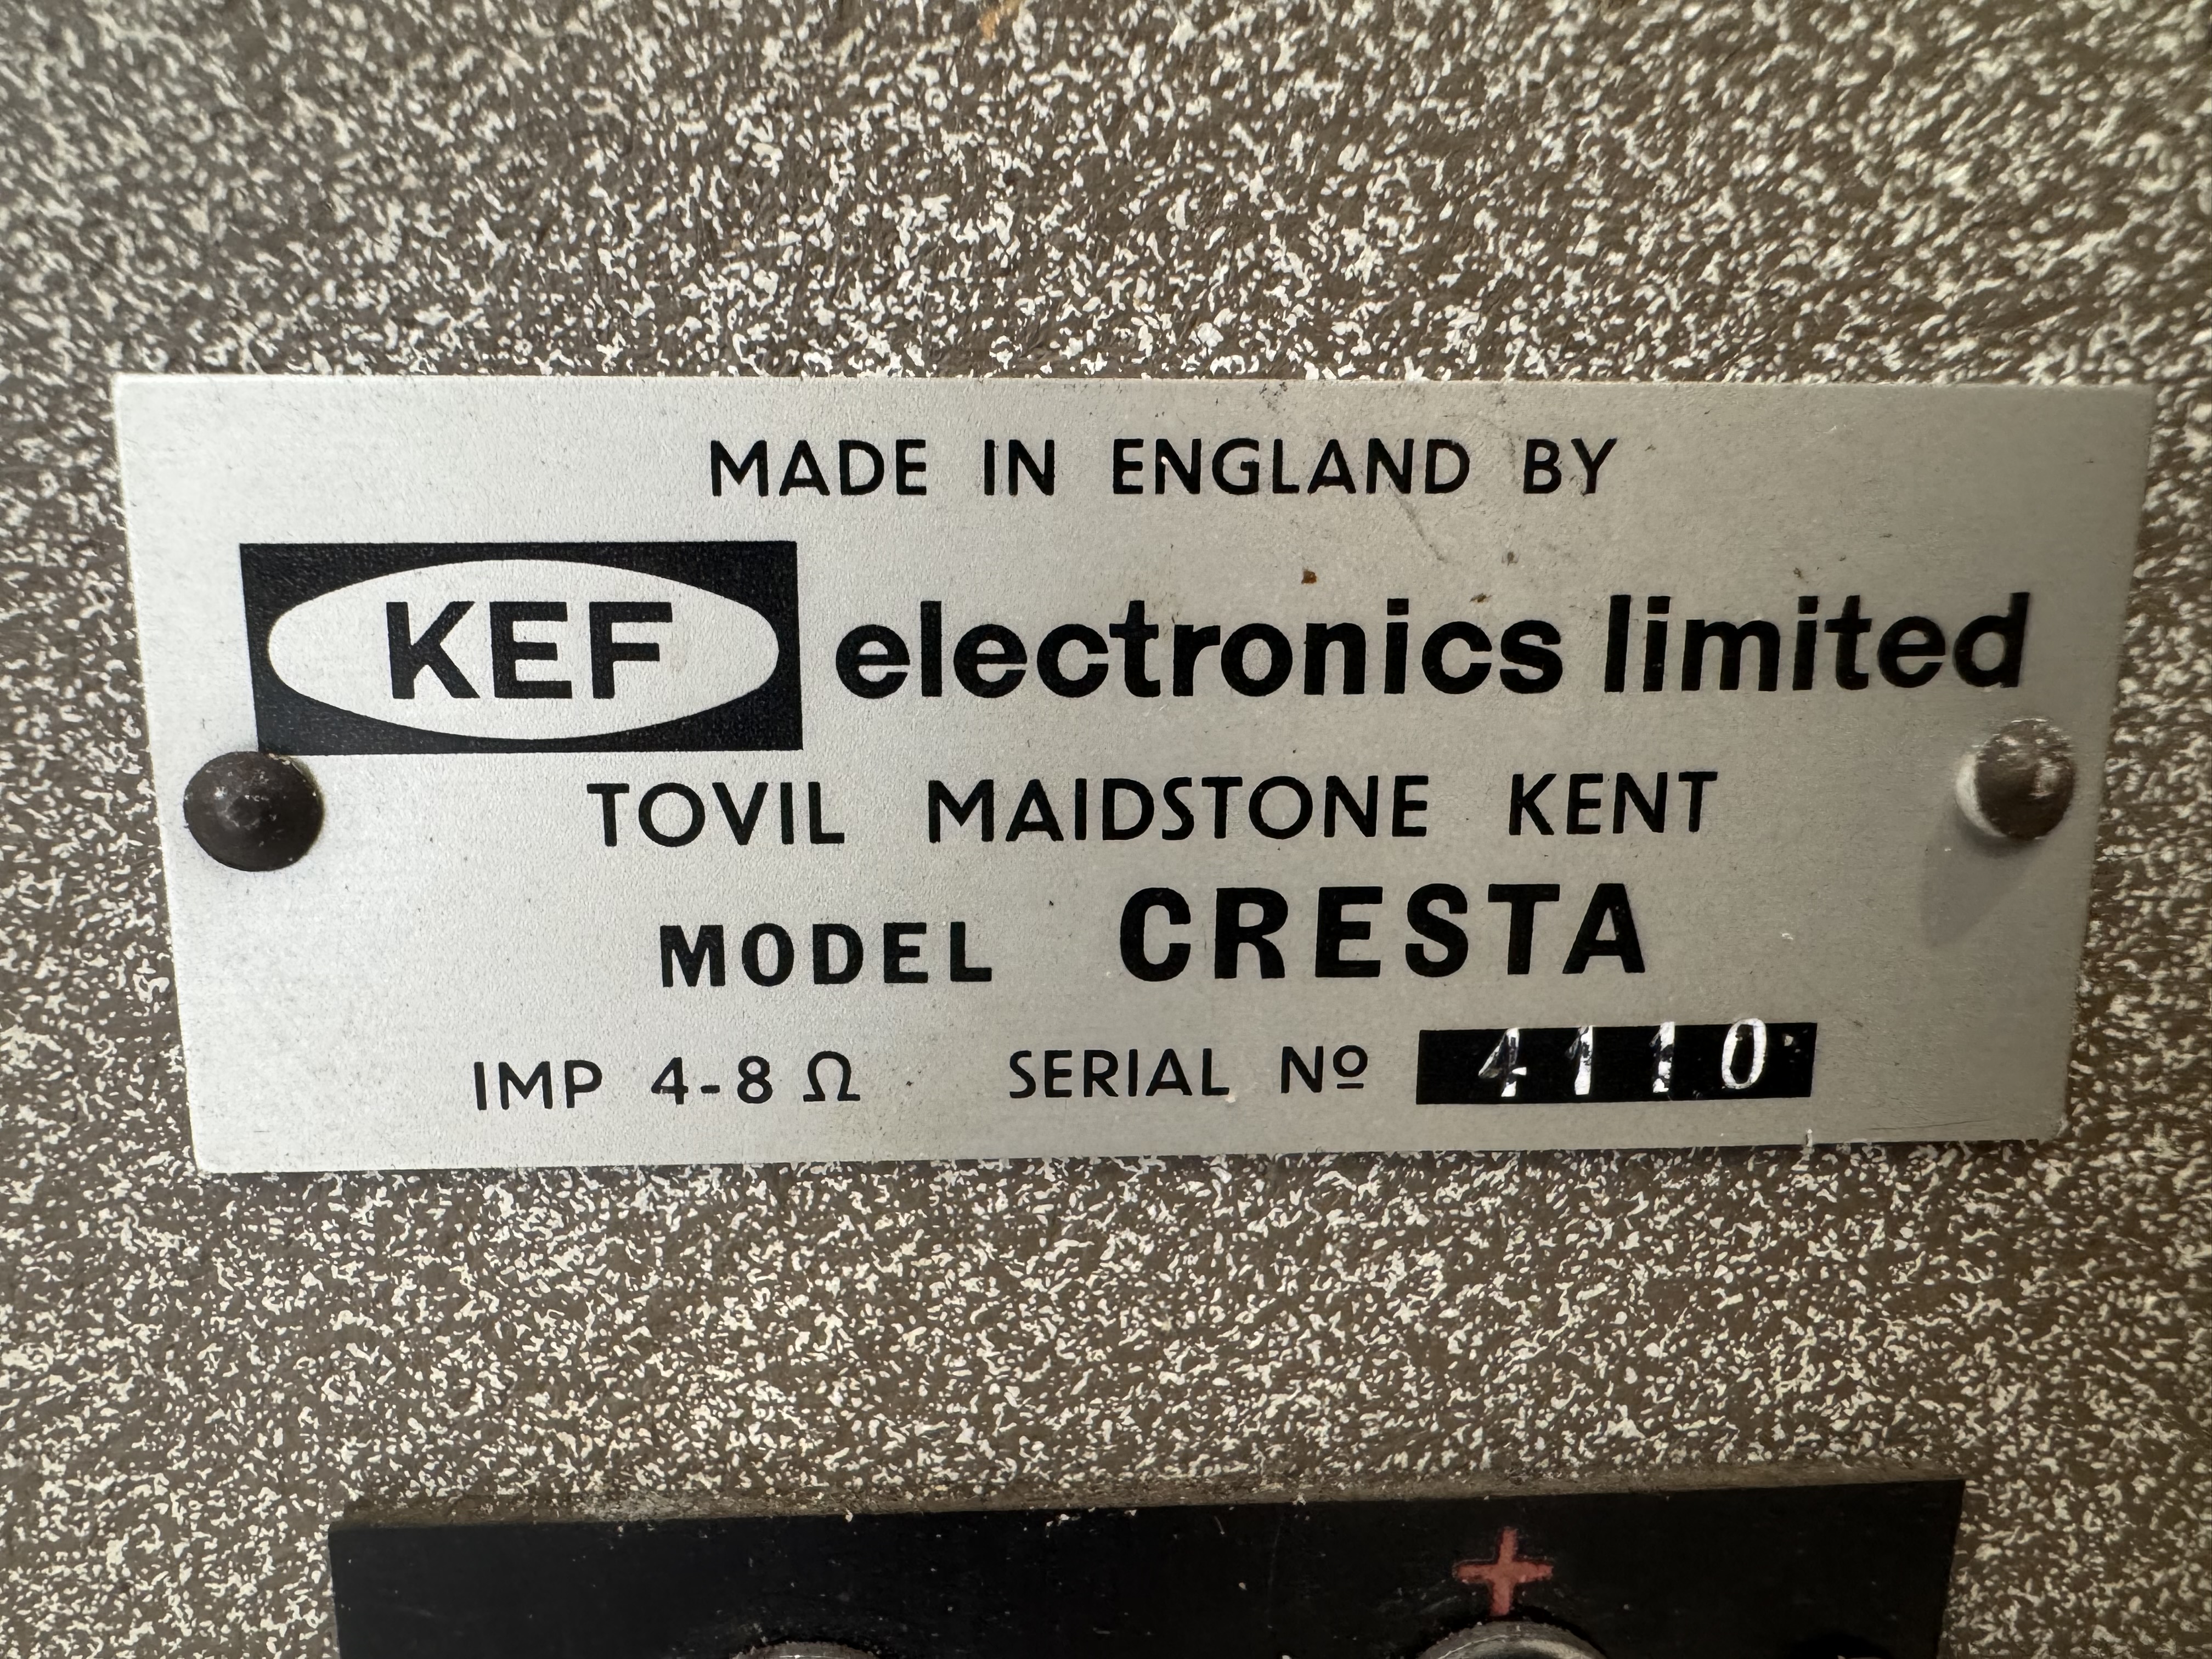 MADE IN ENGLAND BY
KEF electronics limited
TOVIL MAIDSTONE KENT
MODEL CRESTA
IMP 4-8 Ω SERIAL Nº 4110
+